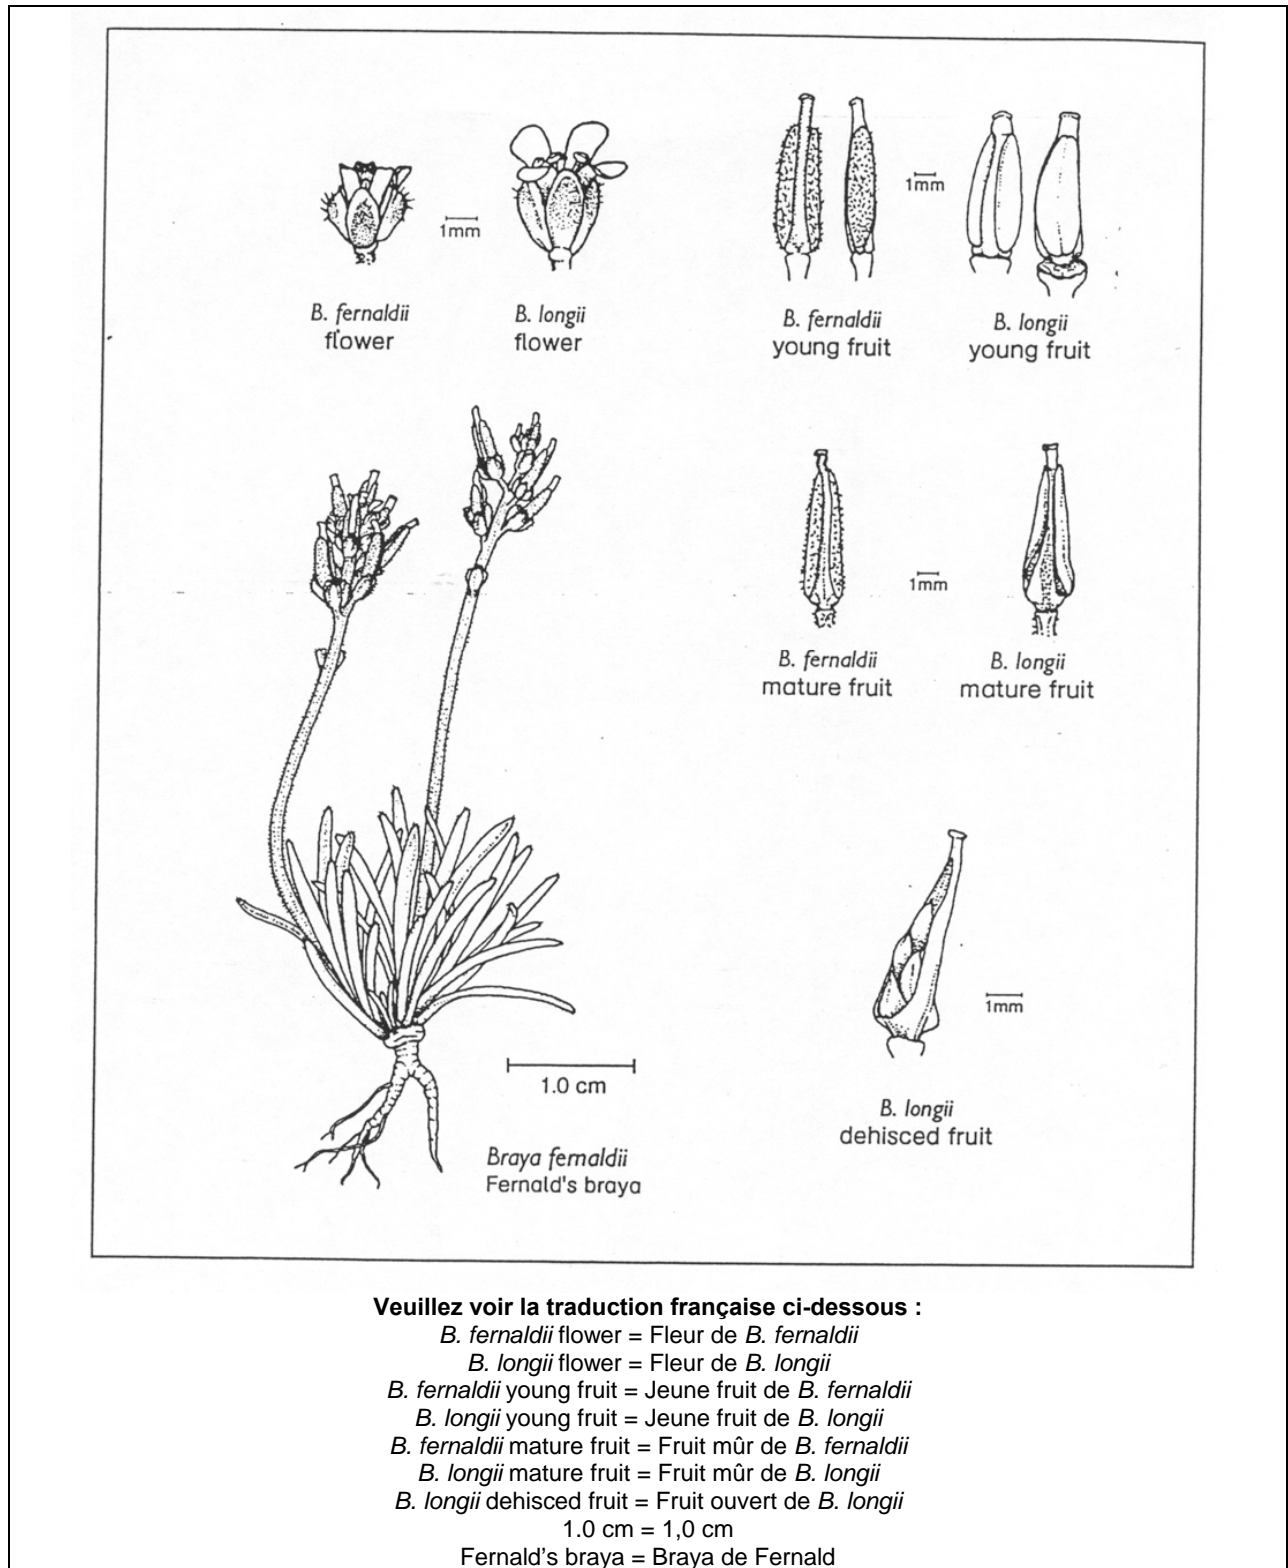 1mm
B. fernaldii
flower
B. longii
flower
1mm
B. fernaldii
young fruit
B. longii
young fruit
1mm
B. fernaldii
mature fruit
B. longii
mature fruit
1mm
B. longii
dehisced fruit
1.0 cm
Braya fernaldii
Fernald's braya
Veuillez voir la traduction française ci-dessous :
B. fernaldii flower = Fleur de B. fernaldii
B. longii flower = Fleur de B. longii
B. fernaldii young fruit = Jeune fruit de B. fernaldii
B. longii young fruit = Jeune fruit de B. longii
B. fernaldii mature fruit = Fruit mûr de B. fernaldii
B. longii mature fruit = Fruit mûr de B. longii
B. longii dehisced fruit = Fruit ouvert de B. longii
1.0 cm = 1,0 cm
Fernald’s braya = Braya de Fernald